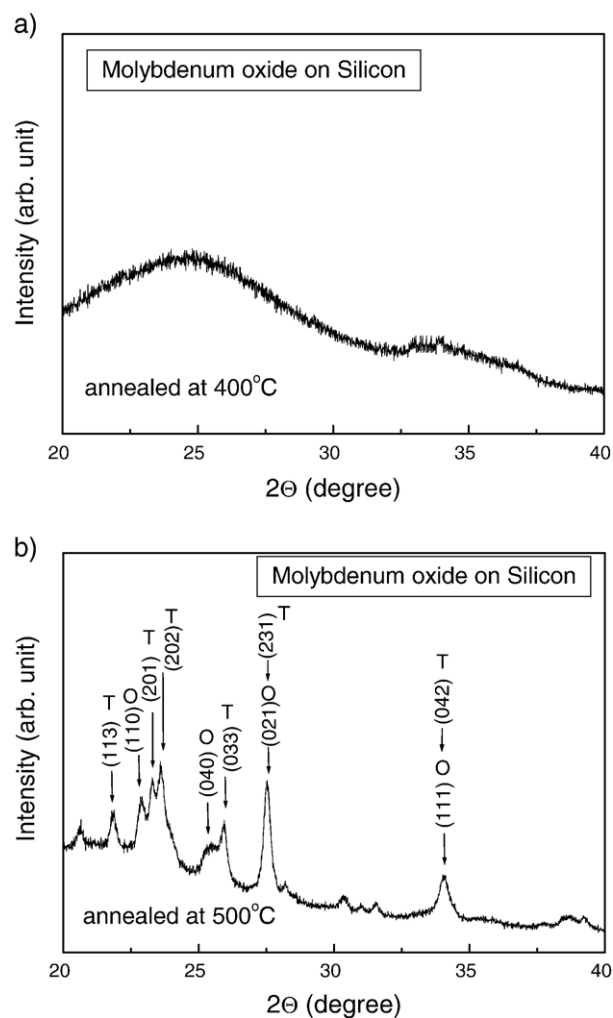 a)
Molybdenum oxide on Silicon
Intensity (arb. unit)
annealed at 400°C
20 25 30 35 40
2Θ (degree)
b)
Molybdenum oxide on Silicon
Intensity (arb. unit)
(113) T
(110) O
(201) T
(202) T
(040) O
(033) T
(231) T
(021) O
(042) T
(111) O
annealed at 500°C
20 25 30 35 40
2Θ (degree)